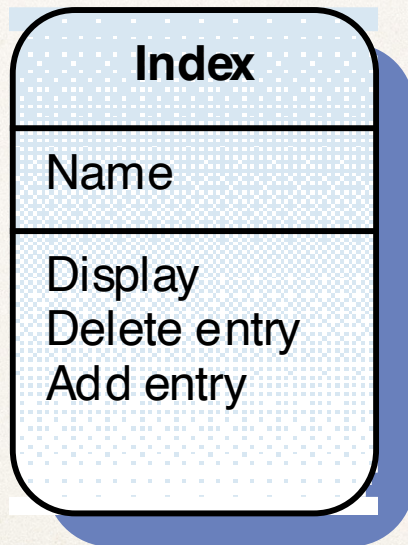 Index
Name
Display
Delete entry
Add entry